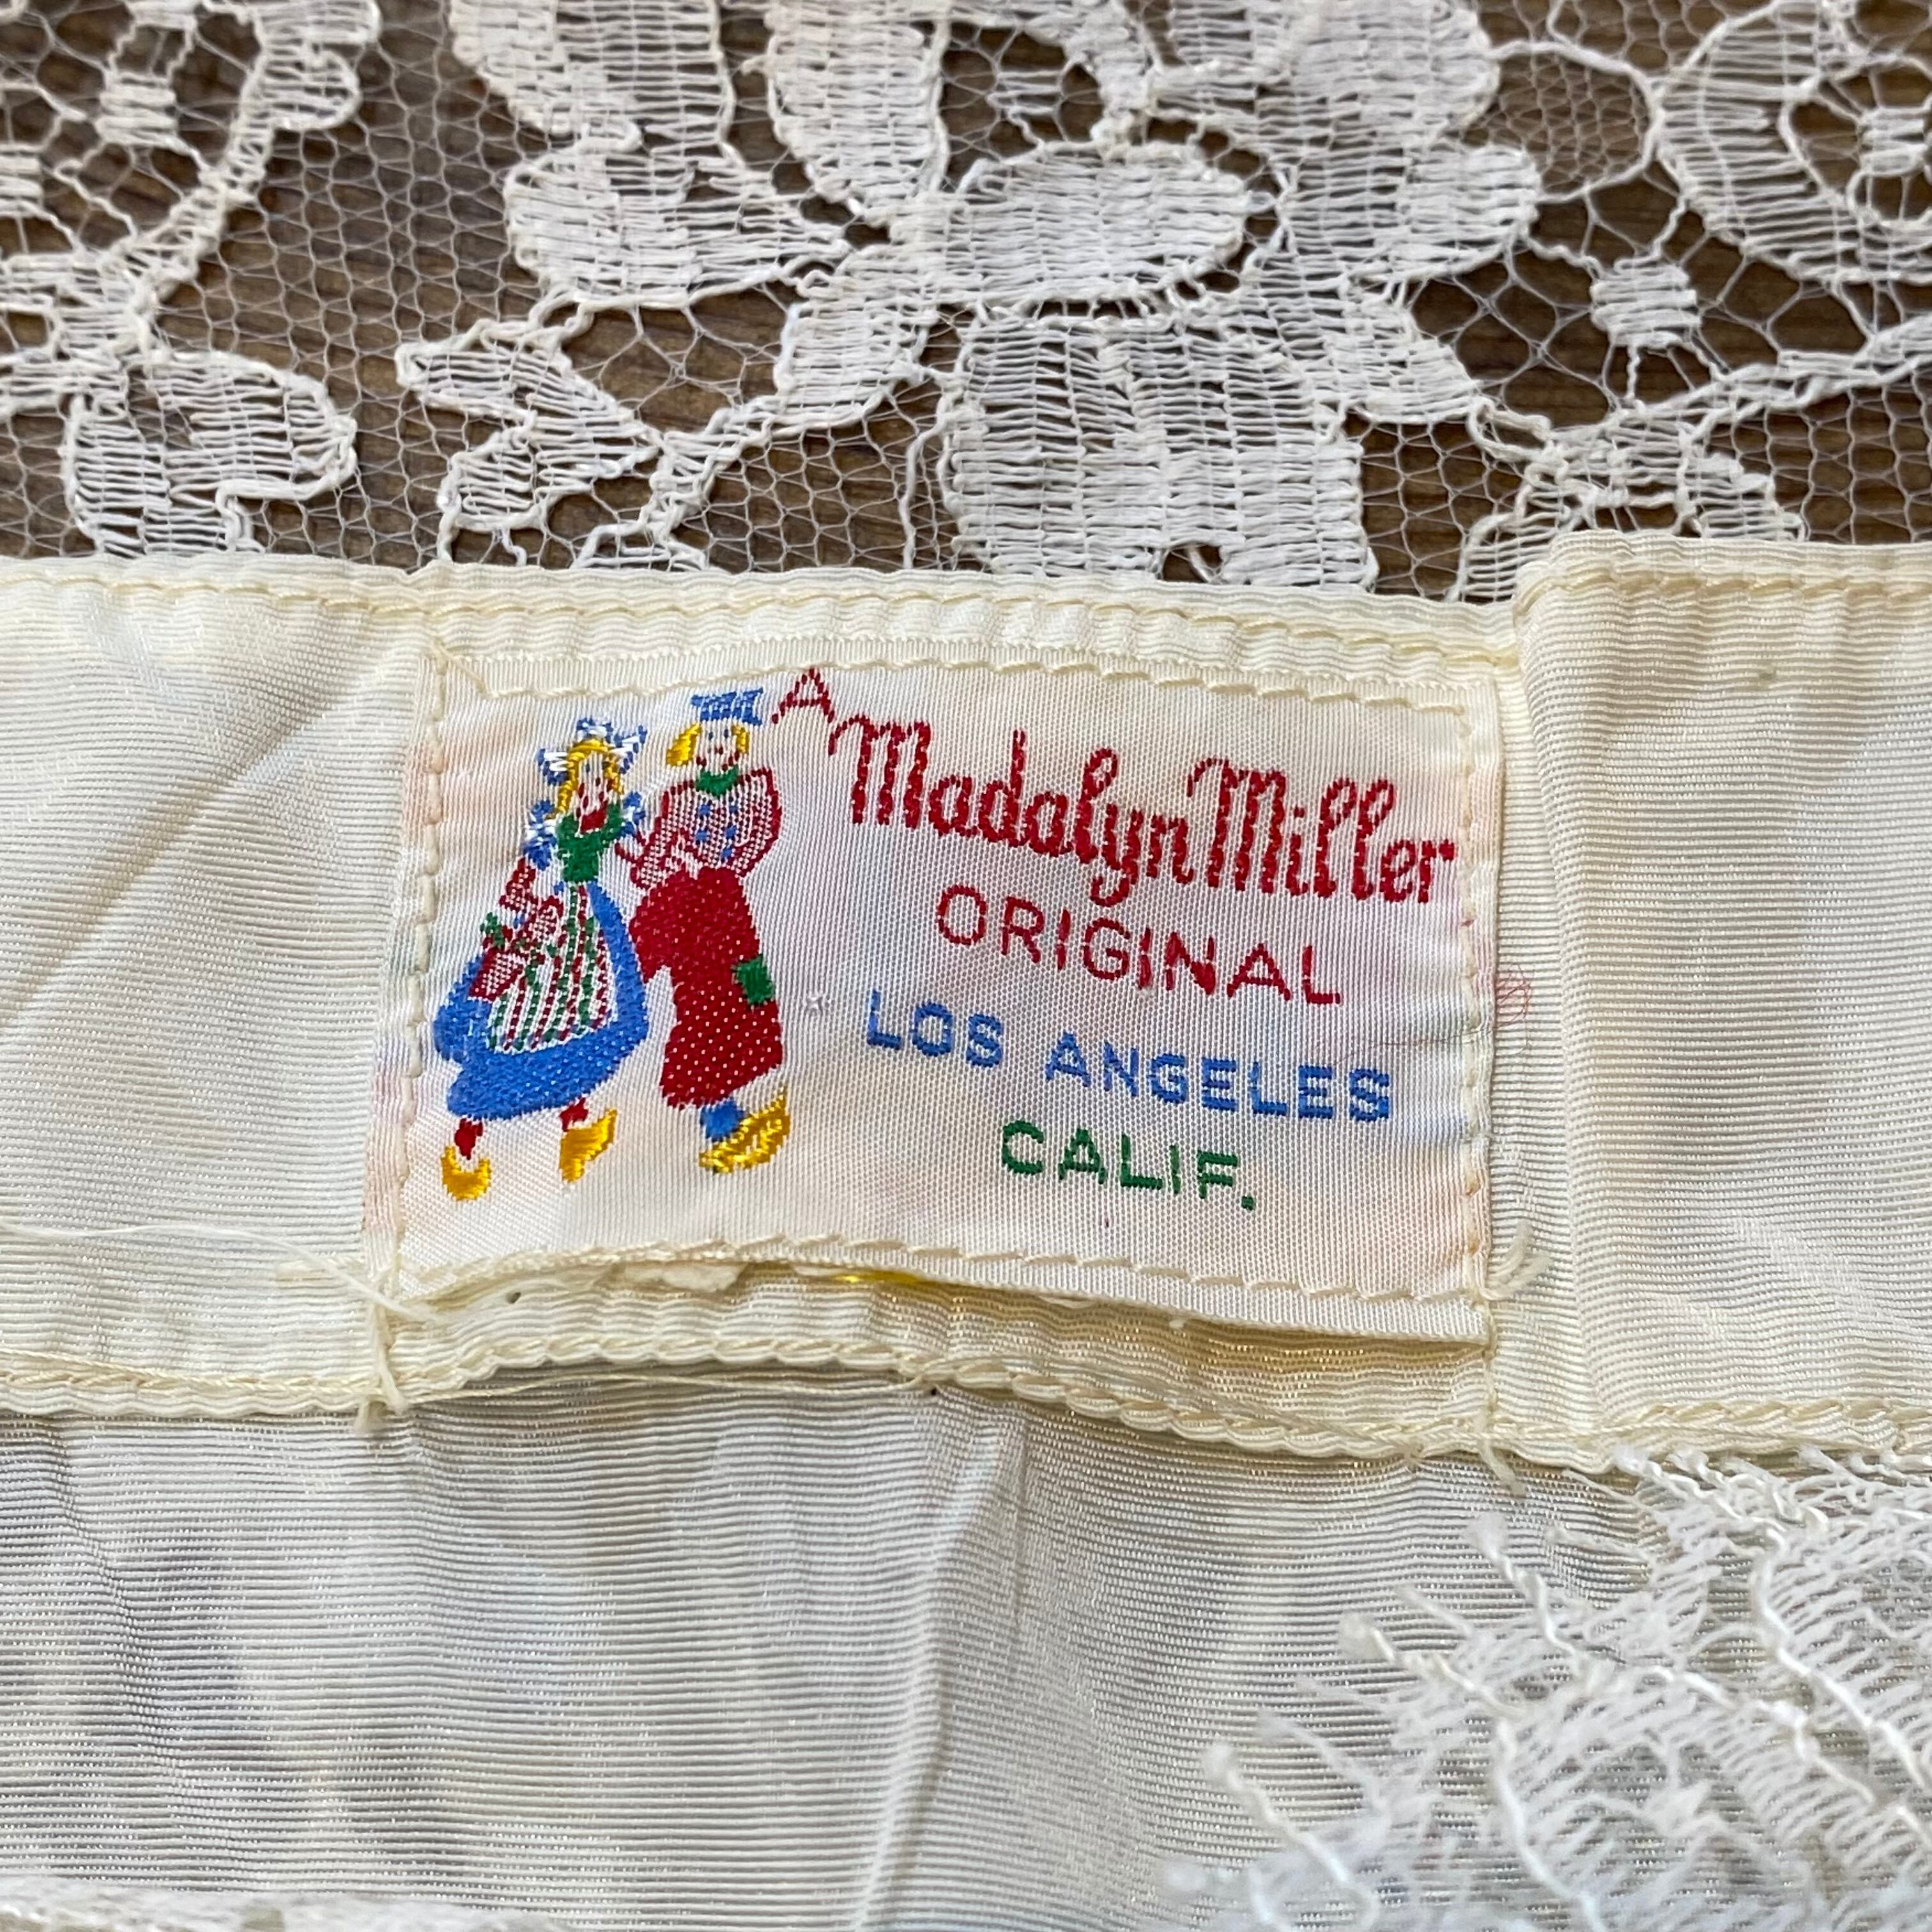 A Madalyn Miller
ORIGINAL
LOS ANGELES
CALIF.